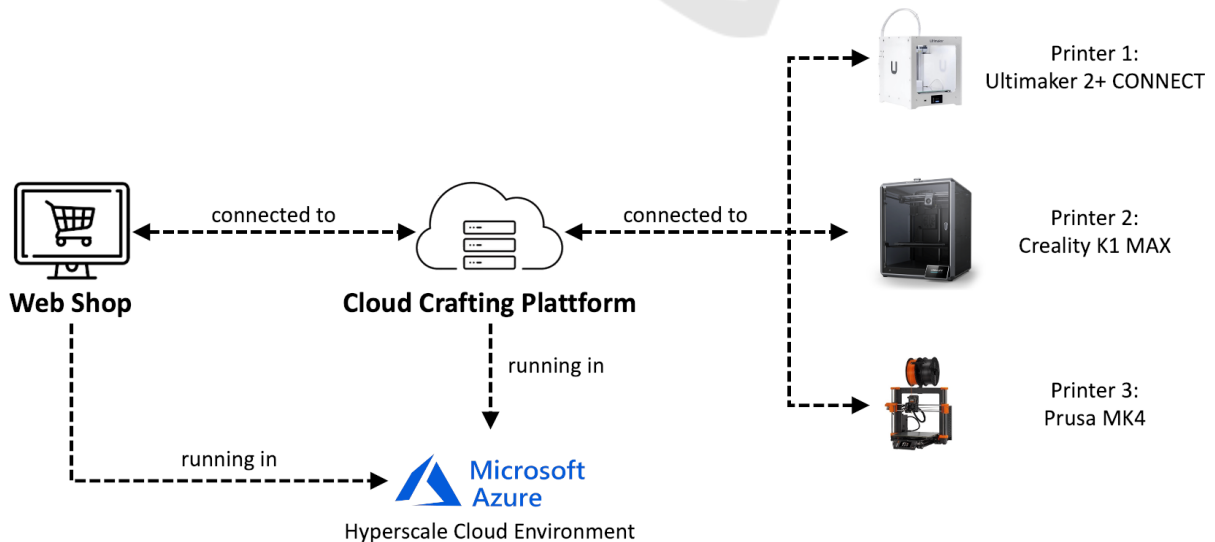 Printer 1:
Ultimaker 2+ CONNECT
connected to
connected to
Printer 2:
Creality K1 MAX
Web Shop
Cloud Crafting Plattform
running in
Printer 3:
Prusa MK4
running in
Microsoft
Azure
Hyperscale Cloud Environment